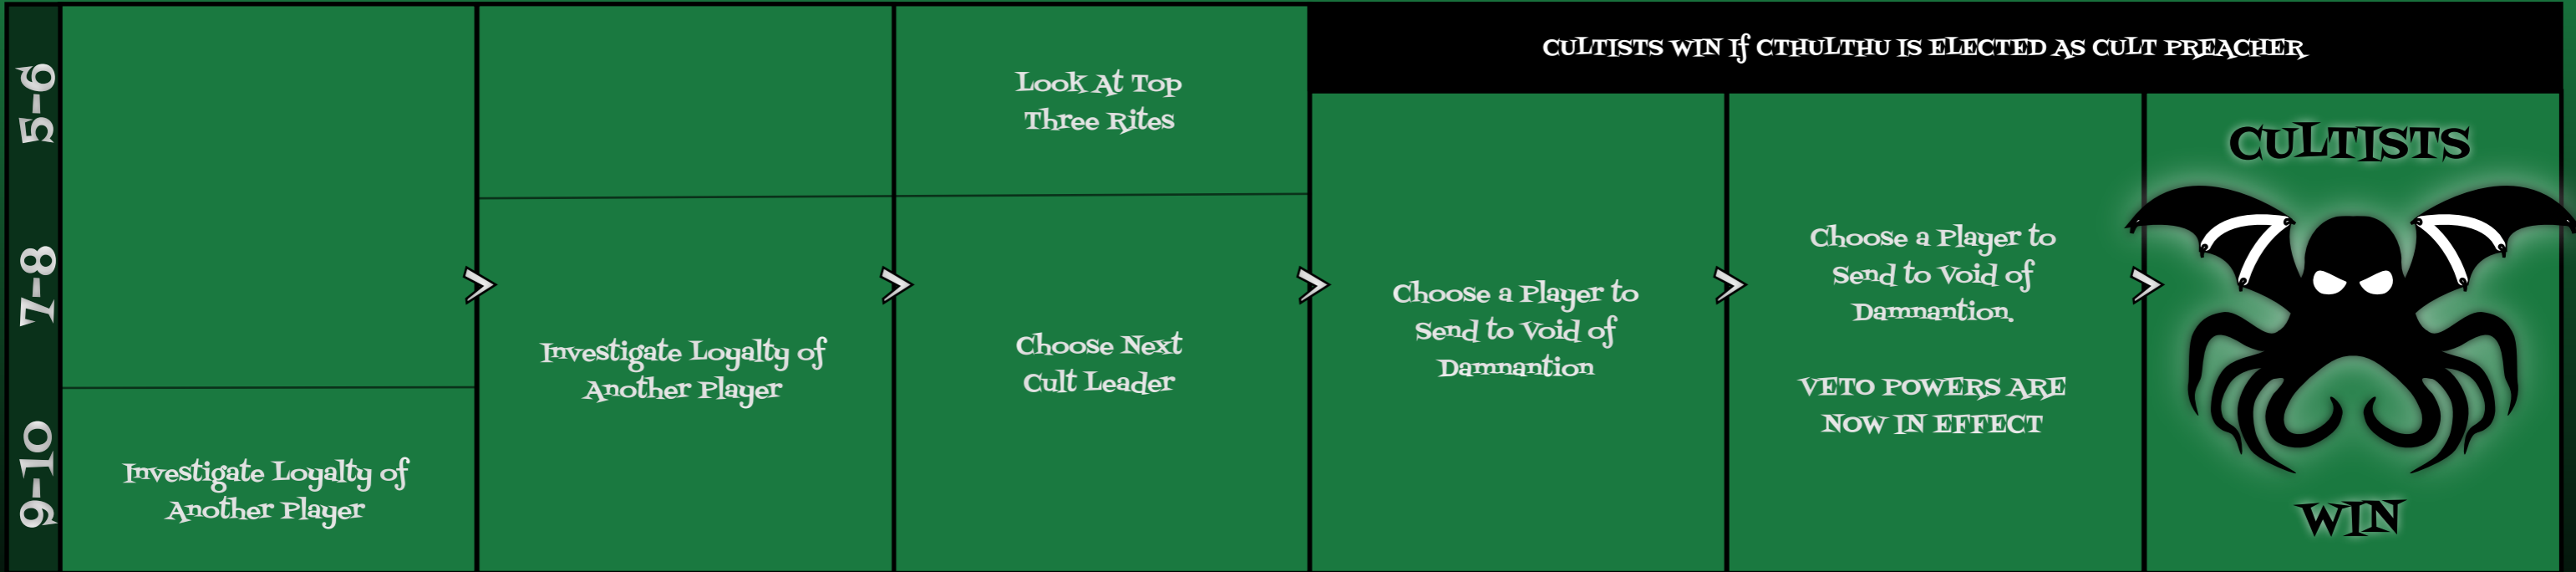 5-6
7-8
9-10
Investigate Loyalty of
Another Player
Investigate Loyalty of
Another Player
Look At Top
Three Rites
Choose Next
Cult Leader
CULTISTS WIN If CTHULTHU IS ELECTED AS CULT PREACHER
Choose a Player to
Send to Void of
Damnantion
Choose a Player to
Send to Void of
Damnantion.
VETO POWERS ARE
NOW IN EFFECT
CULTISTS
WIN